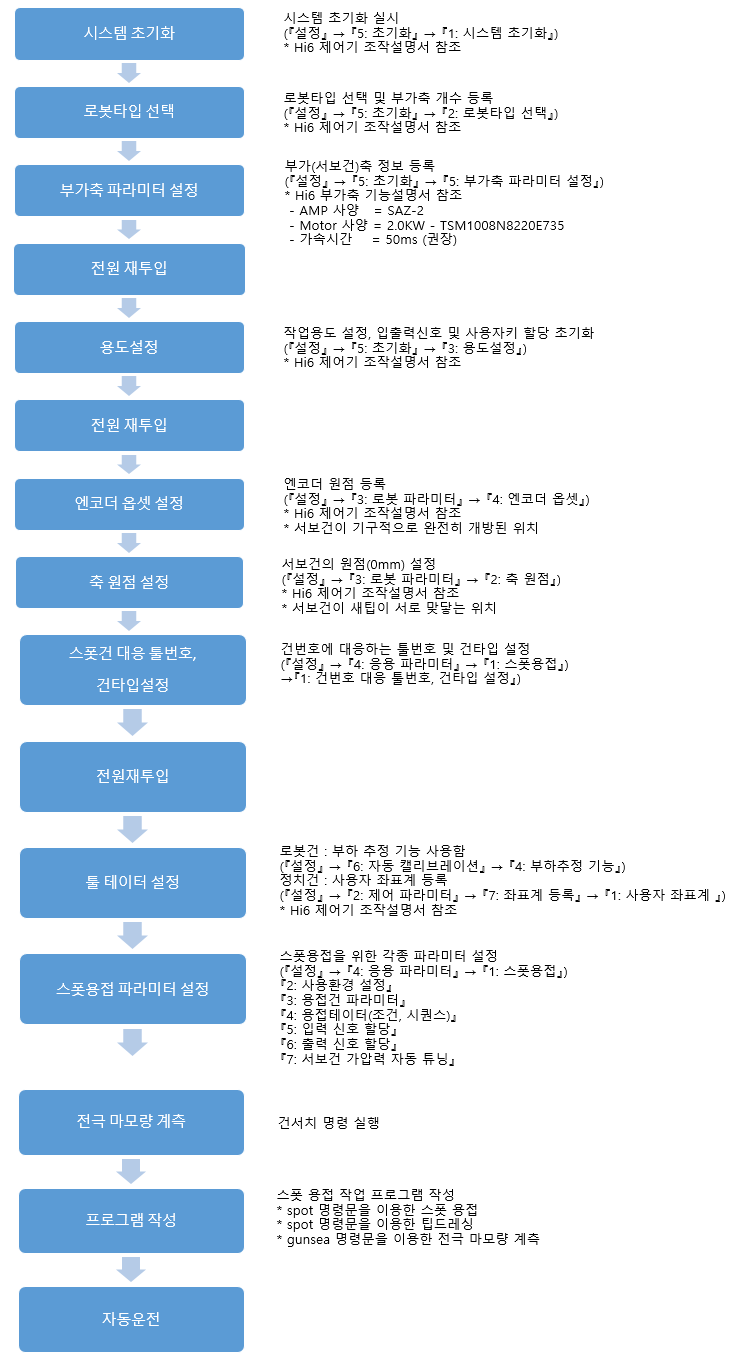 시스템 초기화
시스템 초기화 실시
(『설정』 → 『5: 초기화』 → 『1: 시스템 초기화』)
* Hi6 제어기 조작설명서 참조
로봇타입 선택
로봇타입 선택 및 부가축 개수 등록
(『설정』 → 『5: 초기화』 → 『2: 로봇타입 선택』)
* Hi6 제어기 조작설명서 참조
부가축 파라미터 설정
부가(서보건)축 정보 등록
(『설정』 → 『5: 초기화』 → 『5: 부가축 파라미터 설정』)
* Hi6 부가축 기능설명서 참조
- AMP 사양 = SAZ-2
- Motor 사양 = 2.0KW - TSM1008N8220E735
- 가속시간 = 50ms (권장)
전원 재투입
용도설정
작업용도 설정, 입출력신호 및 사용자키 할당 초기화
(『설정』 → 『5: 초기화』 → 『3: 용도설정』)
* Hi6 제어기 조작설명서 참조
전원 재투입
엔코더 옵셋 설정
엔코더 원점 등록
(『설정』 → 『3: 로봇 파라미터』 → 『4: 엔코더 옵셋』)
* Hi6 제어기 조작설명서 참조
* 서보건이 기구적으로 완전히 개방된 위치
축 원점 설정
서보건의 원점(0mm) 설정
(『설정』 → 『3: 로봇 파라미터』 → 『2: 축 원점』)
* Hi6 제어기 조작설명서 참조
* 서보건이 새팁이 서로 맞닿는 위치
스폿건 대응 툴번호,
건타입설정
건번호에 대응하는 툴번호 및 건타입 설정
(『설정』 → 『4: 응용 파라미터』 → 『1: 스폿용접』)
→『1: 건번호 대응 툴번호, 건타입 설정』)
전원재투입
툴 테이터 설정
로봇건 : 부하 추정 기능 사용함
(『설정』 → 『6: 자동 캘리브레이션』 → 『4: 부하추정 기능』)
정치건 : 사용자 좌표계 등록
(『설정』 → 『2: 제어 파라미터』 → 『7: 좌표계 등록』 → 『1: 사용자 좌표계 』)
* Hi6 제어기 조작설명서 참조
스폿용접 파라미터 설정
스폿용접을 위한 각종 파라미터 설정
(『설정』 → 『4: 응용 파라미터』 → 『1: 스폿용접』)
『2: 사용환경 설정』
『3: 용접건 파라미터』
『4: 용접테이터(조건, 시퀀스)』
『5: 입력 신호 할당』
『6: 출력 신호 할당』
『7: 서보건 가압력 자동 튜닝』
전극 마모량 계측
건서치 명령 실행
프로그램 작성
스폿 용접 작업 프로그램 작성
* spot 명령문을 이용한 스폿 용접
* spot 명령문을 이용한 팁드레싱
* gunsea 명령문을 이용한 전극 마모량 계측
자동운전